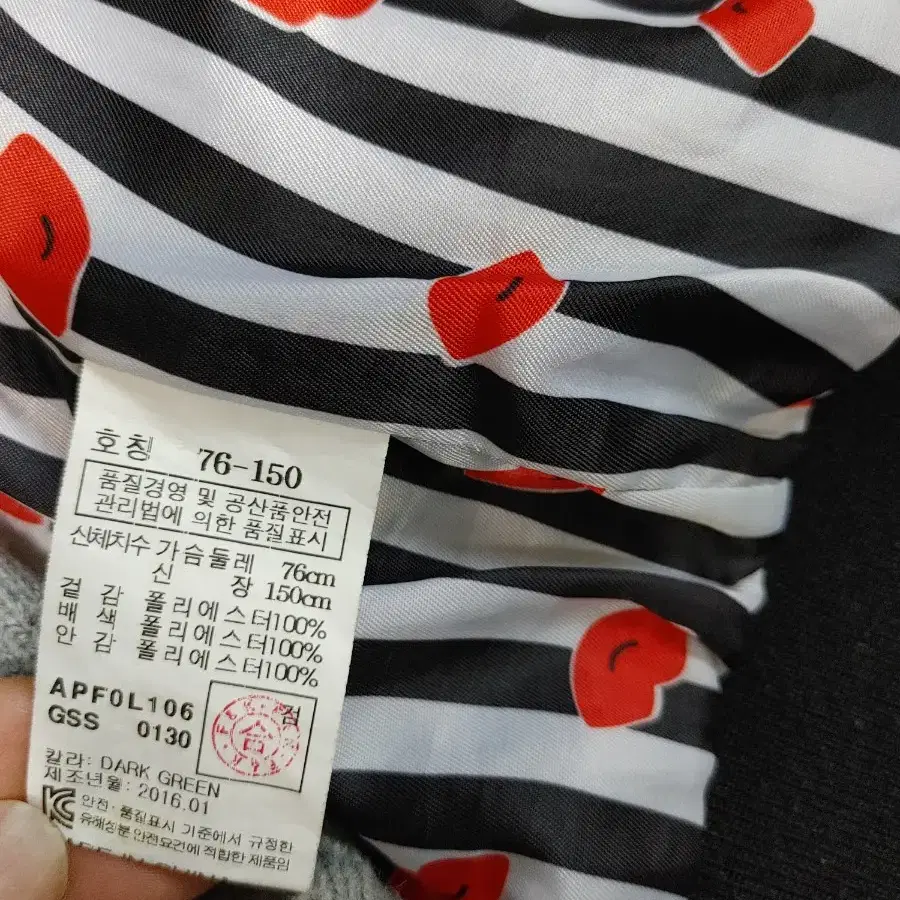 호칭 76-150
품질경영 및 공산품안전
관리법에 의한 품질표시
신체치수 가슴둘레 76cm
신 장 150cm
겉 감 폴리에스터100%
배 색 폴리에스터100%
안 감 폴리에스터100%
APF0L106
GSS 0130
검
合
칼라: DARK GREEN
제조년월: 2016.01
안전·품질표시 기준에서 규정한
유해성분 안전요건에 적합한 제품임